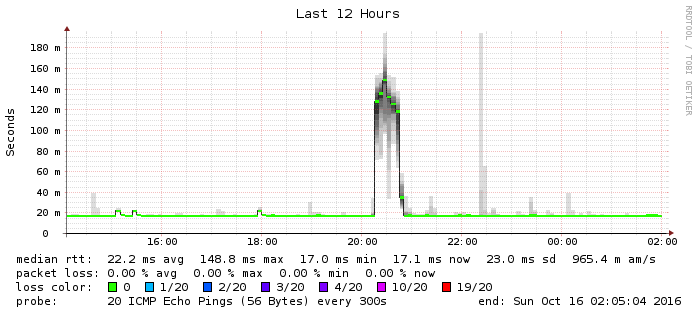 Last 12 Hours
RRDTOOL / TOBI OETIKER
Seconds
180 m
160 m
140 m
120 m
100 m
80 m
60 m
40 m
20 m
0
16:00 18:00 20:00 22:00 00:00 02:00
median rtt: 22.2 ms avg 148.8 ms max 17.0 ms min 17.1 ms now 23.0 ms sd 965.4 m am/s
packet loss: 0.00 % avg 0.00 % max 0.00 % min 0.00 % now
loss color: 0 1/20 2/20 3/20 4/20 10/20 19/20
probe: 20 ICMP Echo Pings (56 Bytes) every 300s end: Sun Oct 16 02:05:04 2016